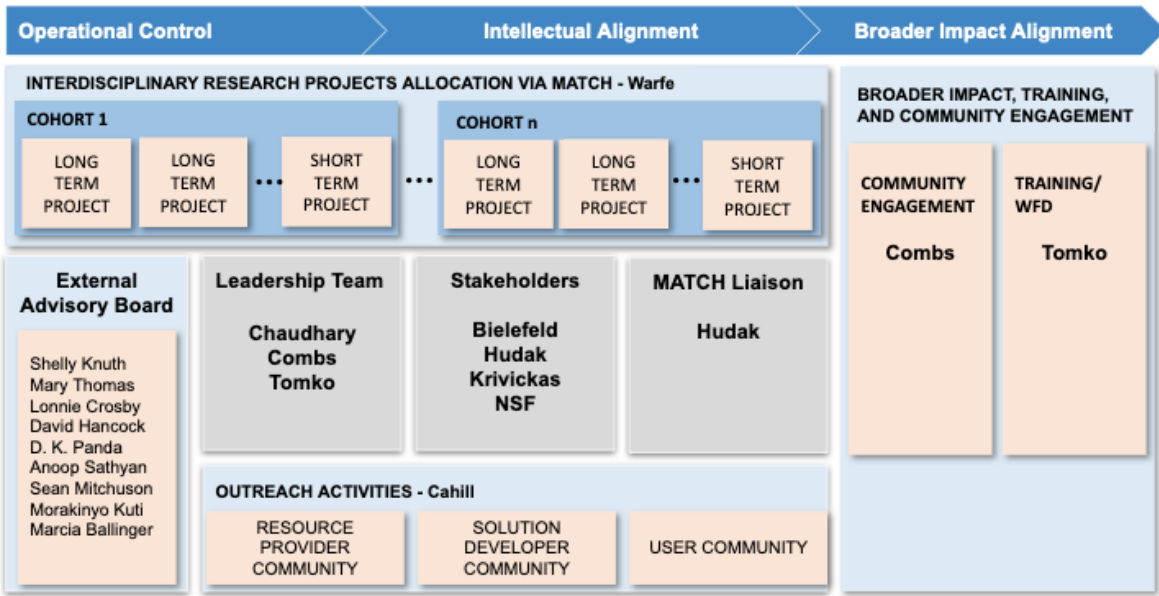 Operational Control
Intellectual Alignment
Broader Impact Alignment
INTERDISCIPLINARY RESEARCH PROJECTS ALLOCATION VIA MATCH - Warfe
COHORT 1
LONG
TERM
PROJECT
LONG
TERM
PROJECT
...
SHORT
TERM
PROJECT
...
COHORT n
LONG
TERM
PROJECT
LONG
TERM
PROJECT
...
SHORT
TERM
PROJECT
BROADER IMPACT, TRAINING,
AND COMMUNITY ENGAGEMENT
COMMUNITY
ENGAGEMENT
Combs
TRAINING/
WFD
Tomko
External
Advisory Board
Shelly Knuth
Mary Thomas
Lonnie Crosby
David Hancock
D. K. Panda
Anoop Sathyan
Sean Mitchuson
Morakinyo Kuti
Marcia Ballinger
Leadership Team
Chaudhary
Combs
Tomko
Stakeholders
Bielefeld
Hudak
Krivickas
NSF
MATCH Liaison
Hudak
OUTREACH ACTIVITIES - Cahill
RESOURCE
PROVIDER
COMMUNITY
SOLUTION
DEVELOPER
COMMUNITY
USER COMMUNITY